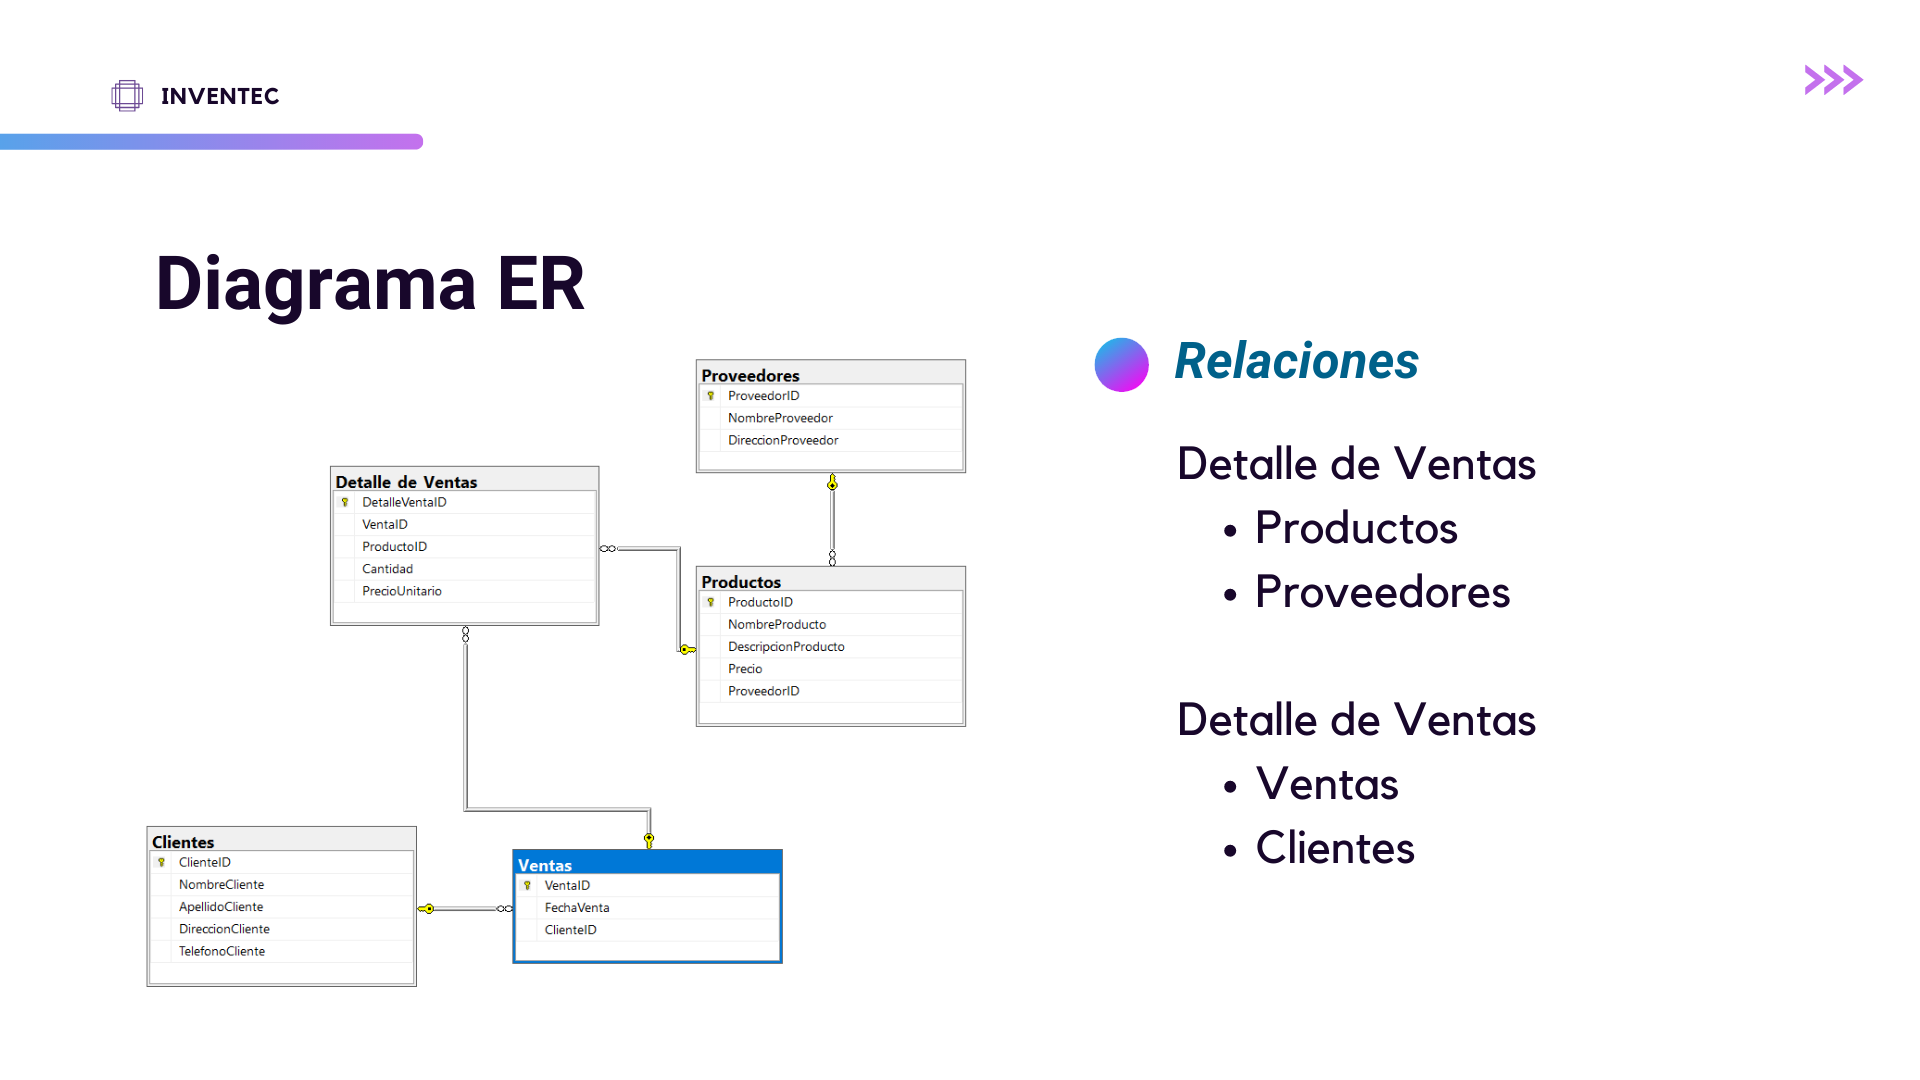 INVENTEC
Diagrama ER
Proveedores
ProveedorID
NombreProveedor
DireccionProveedor
Detalle de Ventas
DetalleVentaID
VentaID
ProductoID
Cantidad
PrecioUnitario
Productos
ProductoID
NombreProducto
DescripcionProducto
Precio
ProveedorID
Clientes
ClienteID
NombreCliente
ApellidoCliente
DireccionCliente
TelefonoCliente
Ventas
VentaID
FechaVenta
ClienteID
Relaciones
Detalle de Ventas
• Productos
• Proveedores
Detalle de Ventas
• Ventas
• Clientes